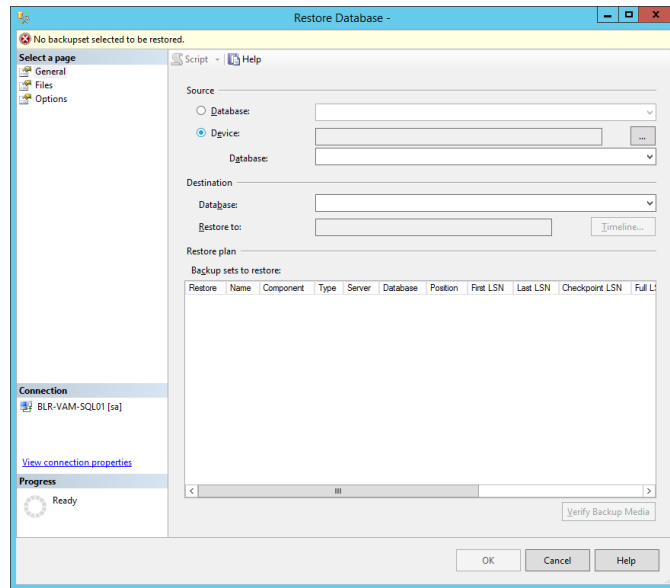 Restore Database -
No backupset selected to be restored.
Select a page
General
Files
Options
Script
Help
Source
Database:
Device:
...
Database:
Destination
Database:
Restore to:
Timeline...
Restore plan
Backup sets to restore:
Restore Name Component Type Server Database Position First LSN Last LSN Checkpoint LSN Full LS
Connection
BLR-VAM-SQL01 [sa]
View connection properties
Progress
Ready
Verify Backup Media
OK Cancel Help